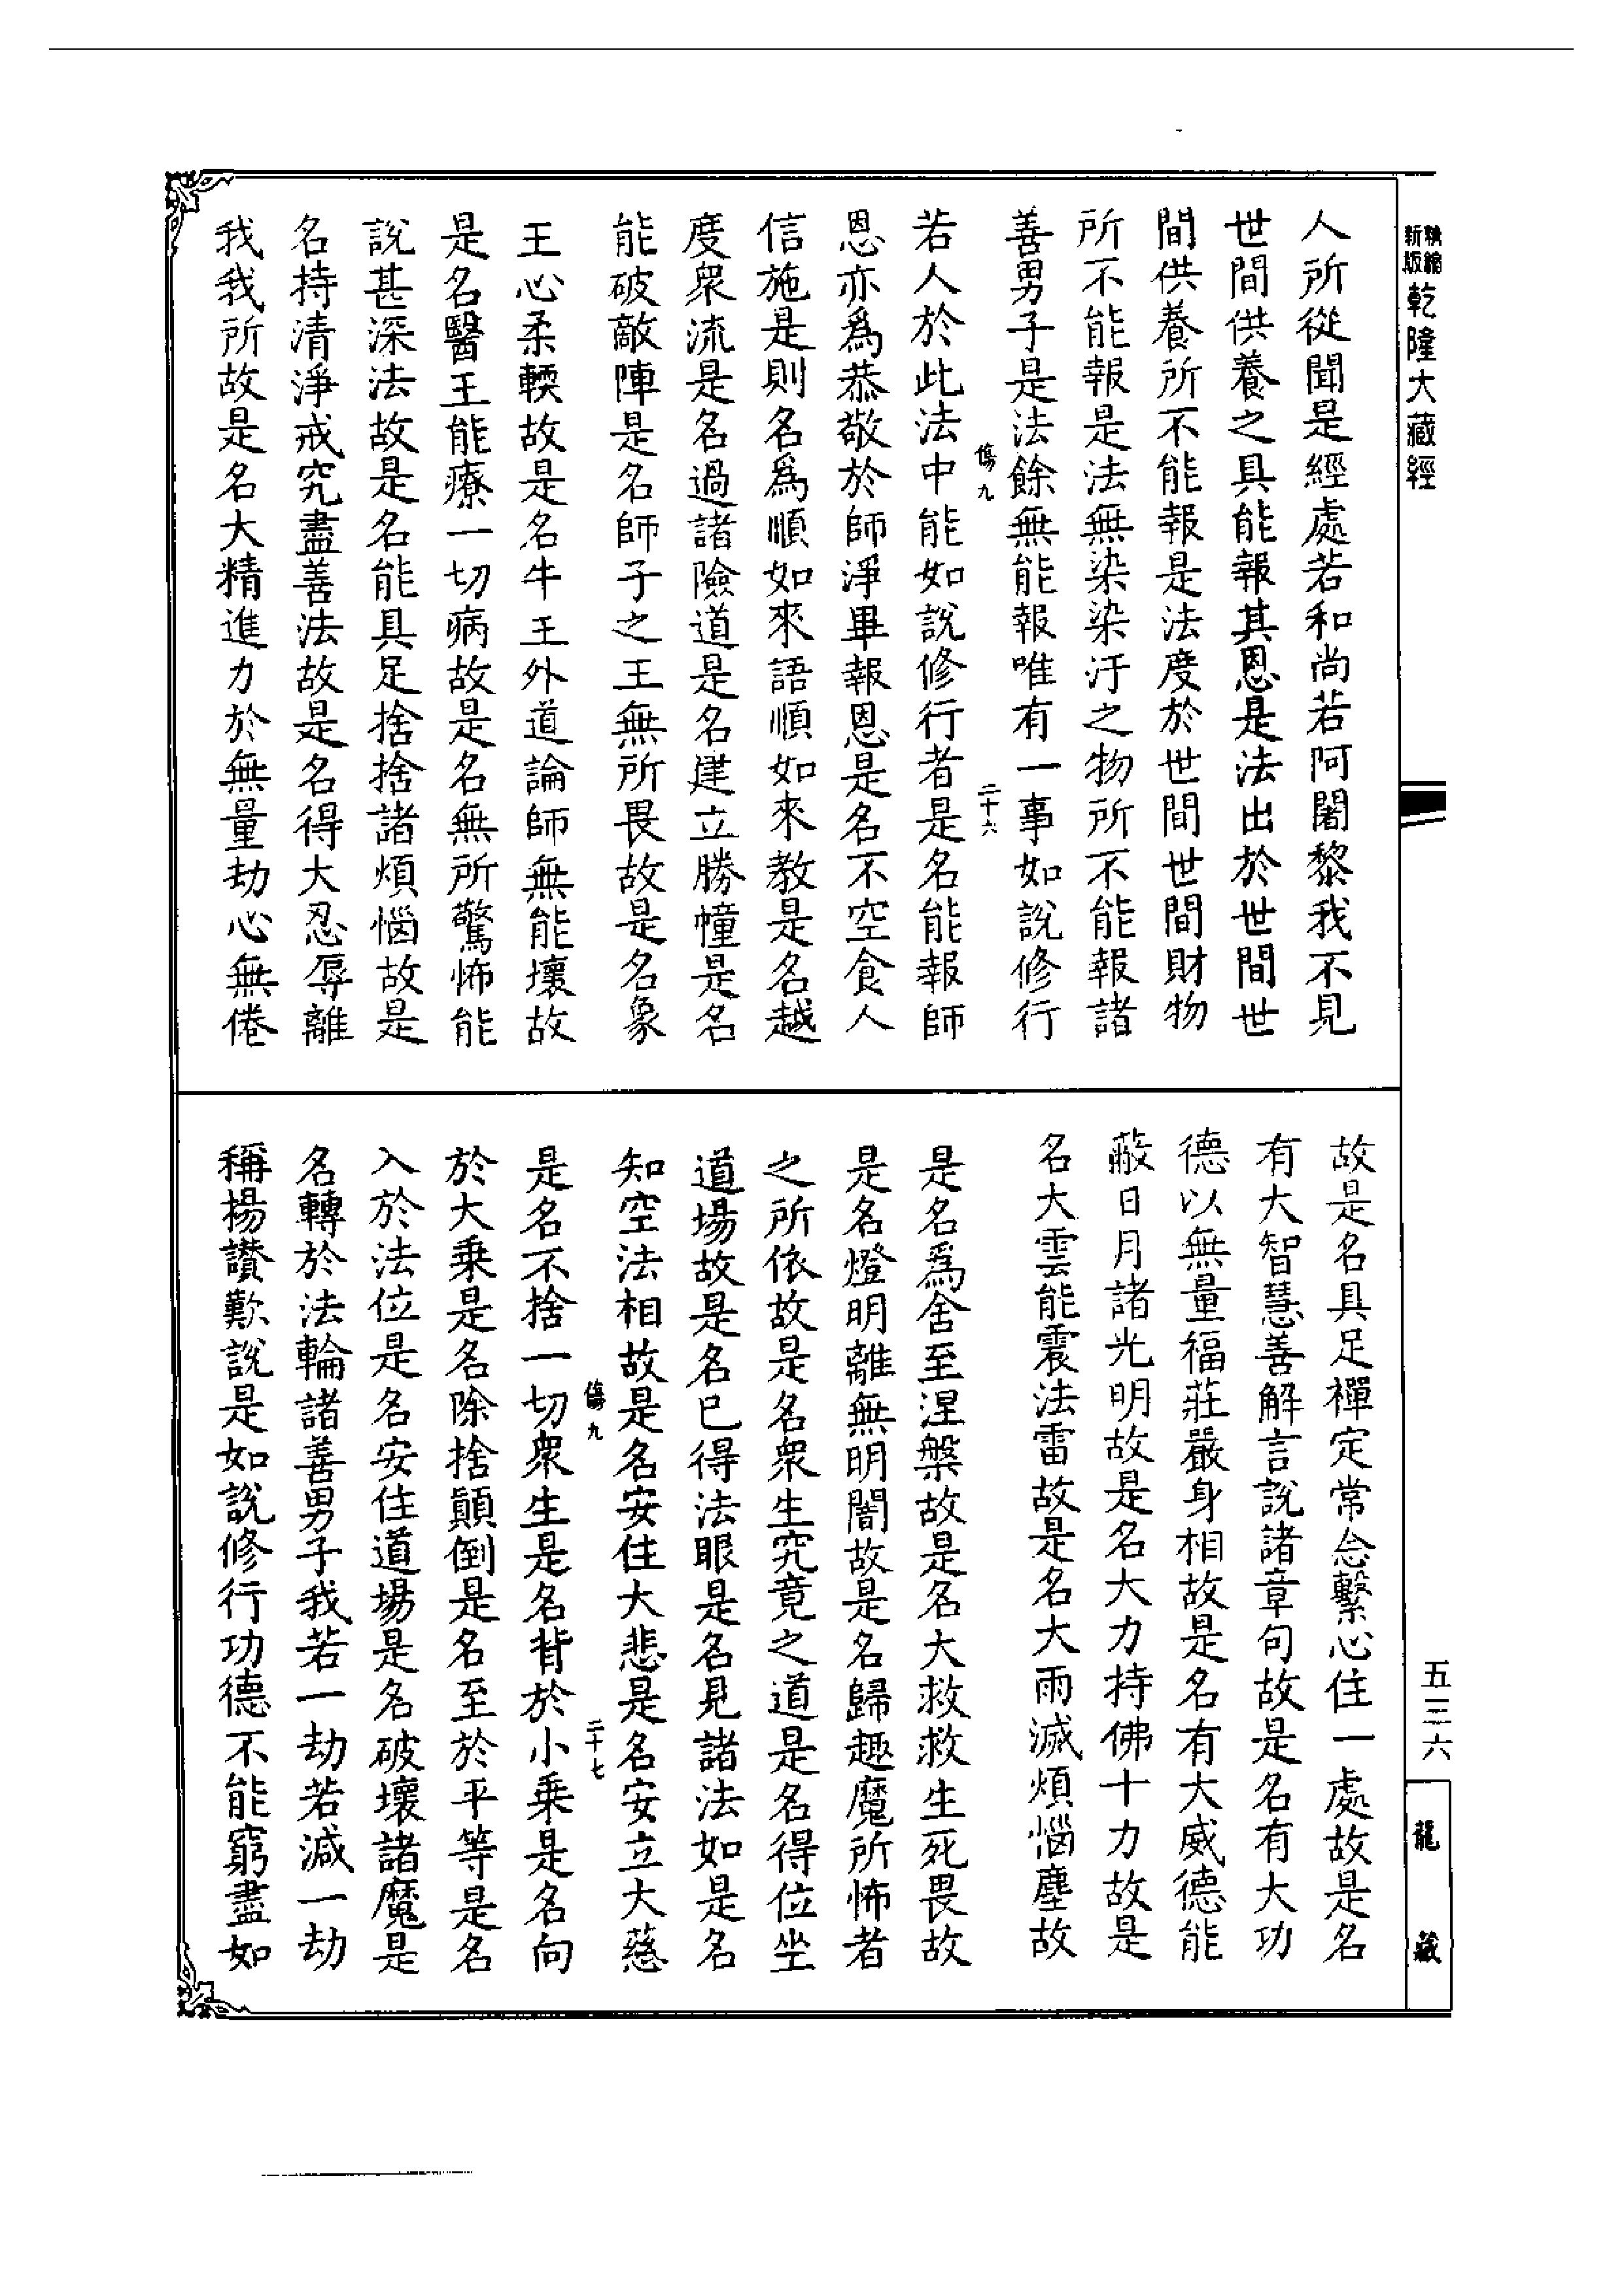 精縮新版乾隆大藏經
人所從聞是經處若和尚若阿闍黎我不見
世間供養之具能報其恩是法出於世間世
間供養所不能報是法度於世間世間財物
所不能報是法無染染汙之物所不能報諸
善男子是法餘無能報唯有一事如說修行
傷九
二十六
若人於此法中能如說修行者是名能報師
恩亦為恭敬於師淨畢報恩是名不空食人
信施是則名為順如來語順如來教是名越
度眾流是名過諸險道是名建立勝幢是名
能破敵陣是名師子之王無所畏故是名象
王心柔輭故是名牛王外道論師無能壞故
是名醫王能療一切病故是名無所驚怖能
說甚深法故是名能具足捨捨諸煩惱故是
名持清淨戒究盡善法故是名得大忍辱離
我我所故是名大精進力於無量劫心無倦
故是名具足禪定常念繫心住一處故是名
有大智慧善解言說諸章句故是名有大功
德以無量福莊嚴身相故是名有大威德能
蔽日月諸光明故是名大力持佛十力故是
名大雲能震法雷故是名大雨滅煩惱塵故
是名為舍至涅槃故是名大救救生死畏故
是名燈明離無明闇故是名歸趣魔所怖者
之所依故是名眾生究竟之道是名得位坐
道場故是名已得法眼是名見諸法如是名
知空法相故是名安住大悲是名安立大慈
傷九
二十七
是名不捨一切眾生是名背於小乘是名向
於大乘是名除捨顛倒是名至於平等是名
入於法位是名安住道場是名破壞諸魔是
名轉於法輪諸善男子我若一劫若減一劫
稱揚讚歎說是如說修行功德不能窮盡如
五三六
龍藏